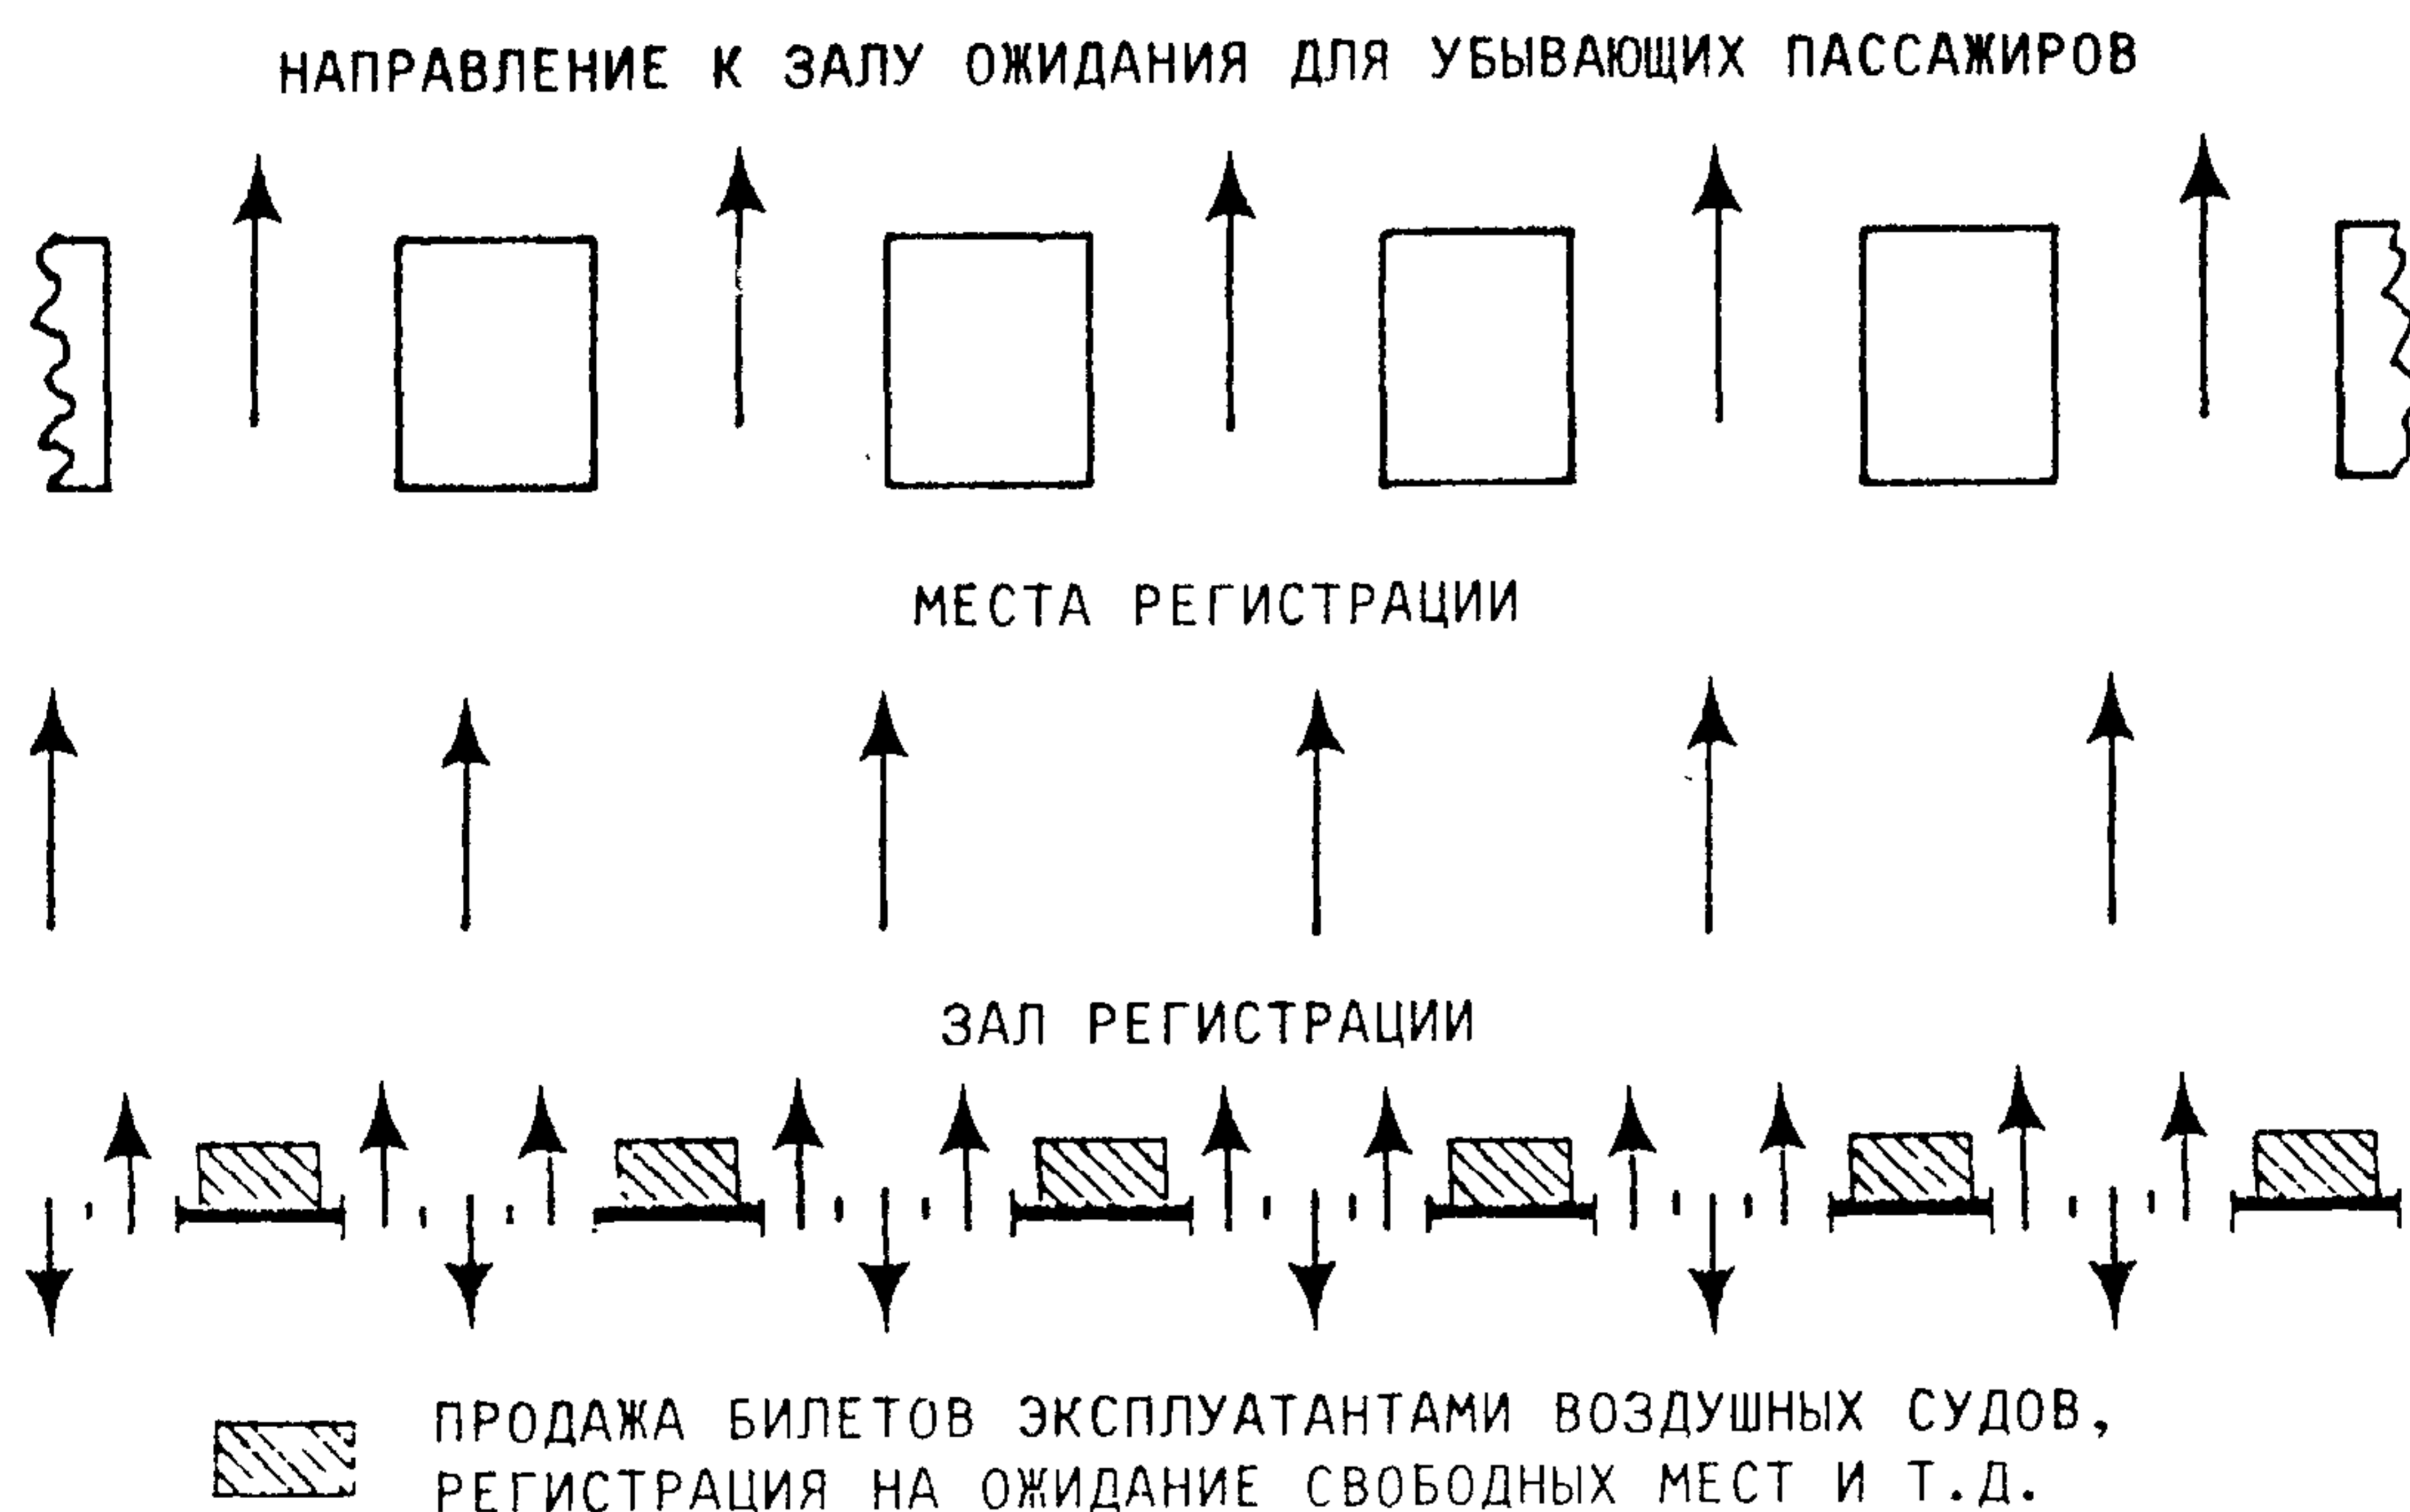 НАПРАВЛЕНИЕ К ЗАЛУ ОЖИДАНИЯ ДЛЯ УБЫВАЮЩИХ ПАССАЖИРОВ
МЕСТА РЕГИСТРАЦИИ
ЗАЛ РЕГИСТРАЦИИ
ПРОДАЖА БИЛЕТОВ ЭКСПЛУАТАНТАМИ ВОЗДУШНЫХ СУДОВ,
РЕГИСТРАЦИЯ НА ОЖИДАНИЕ СВОБОДНЫХ МЕСТ И Т.Д.